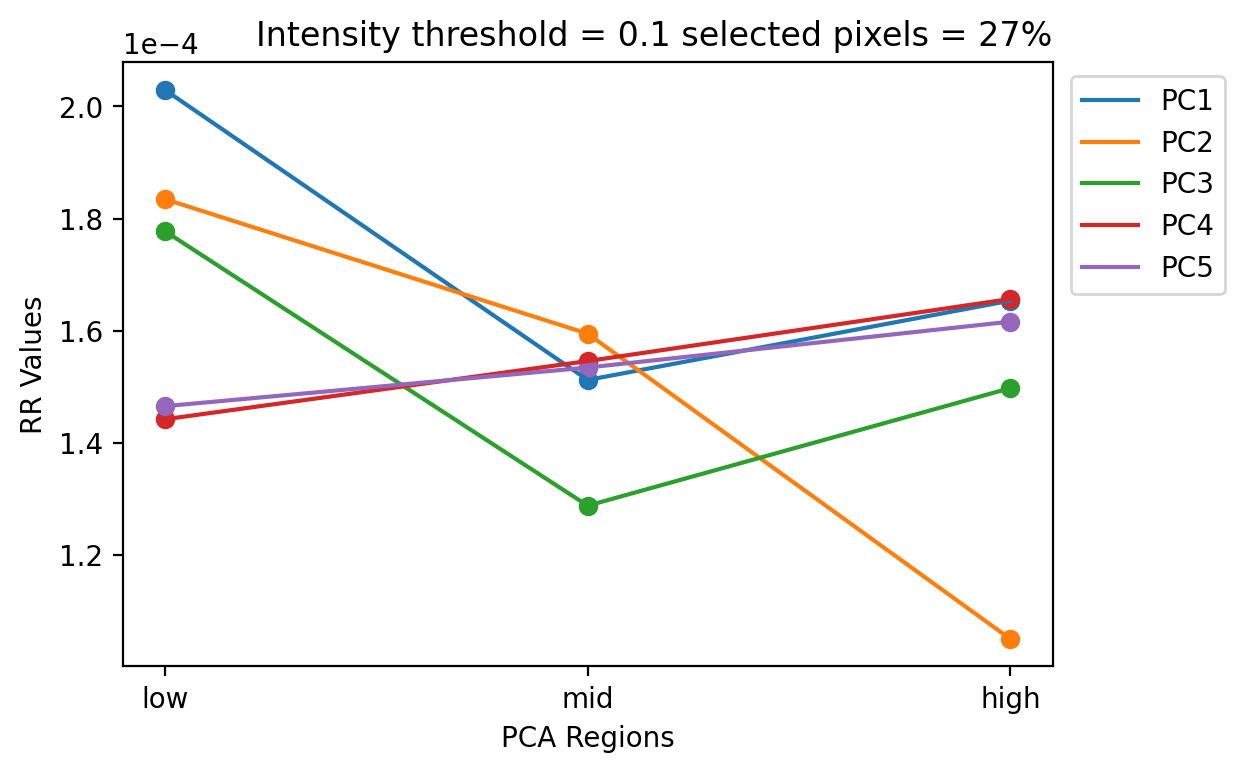 Intensity threshold = 0.1 selected pixels = 27%
1e−4
2.0
1.8
1.6
1.4
1.2
RR Values
low mid high
PCA Regions
PC1
PC2
PC3
PC4
PC5